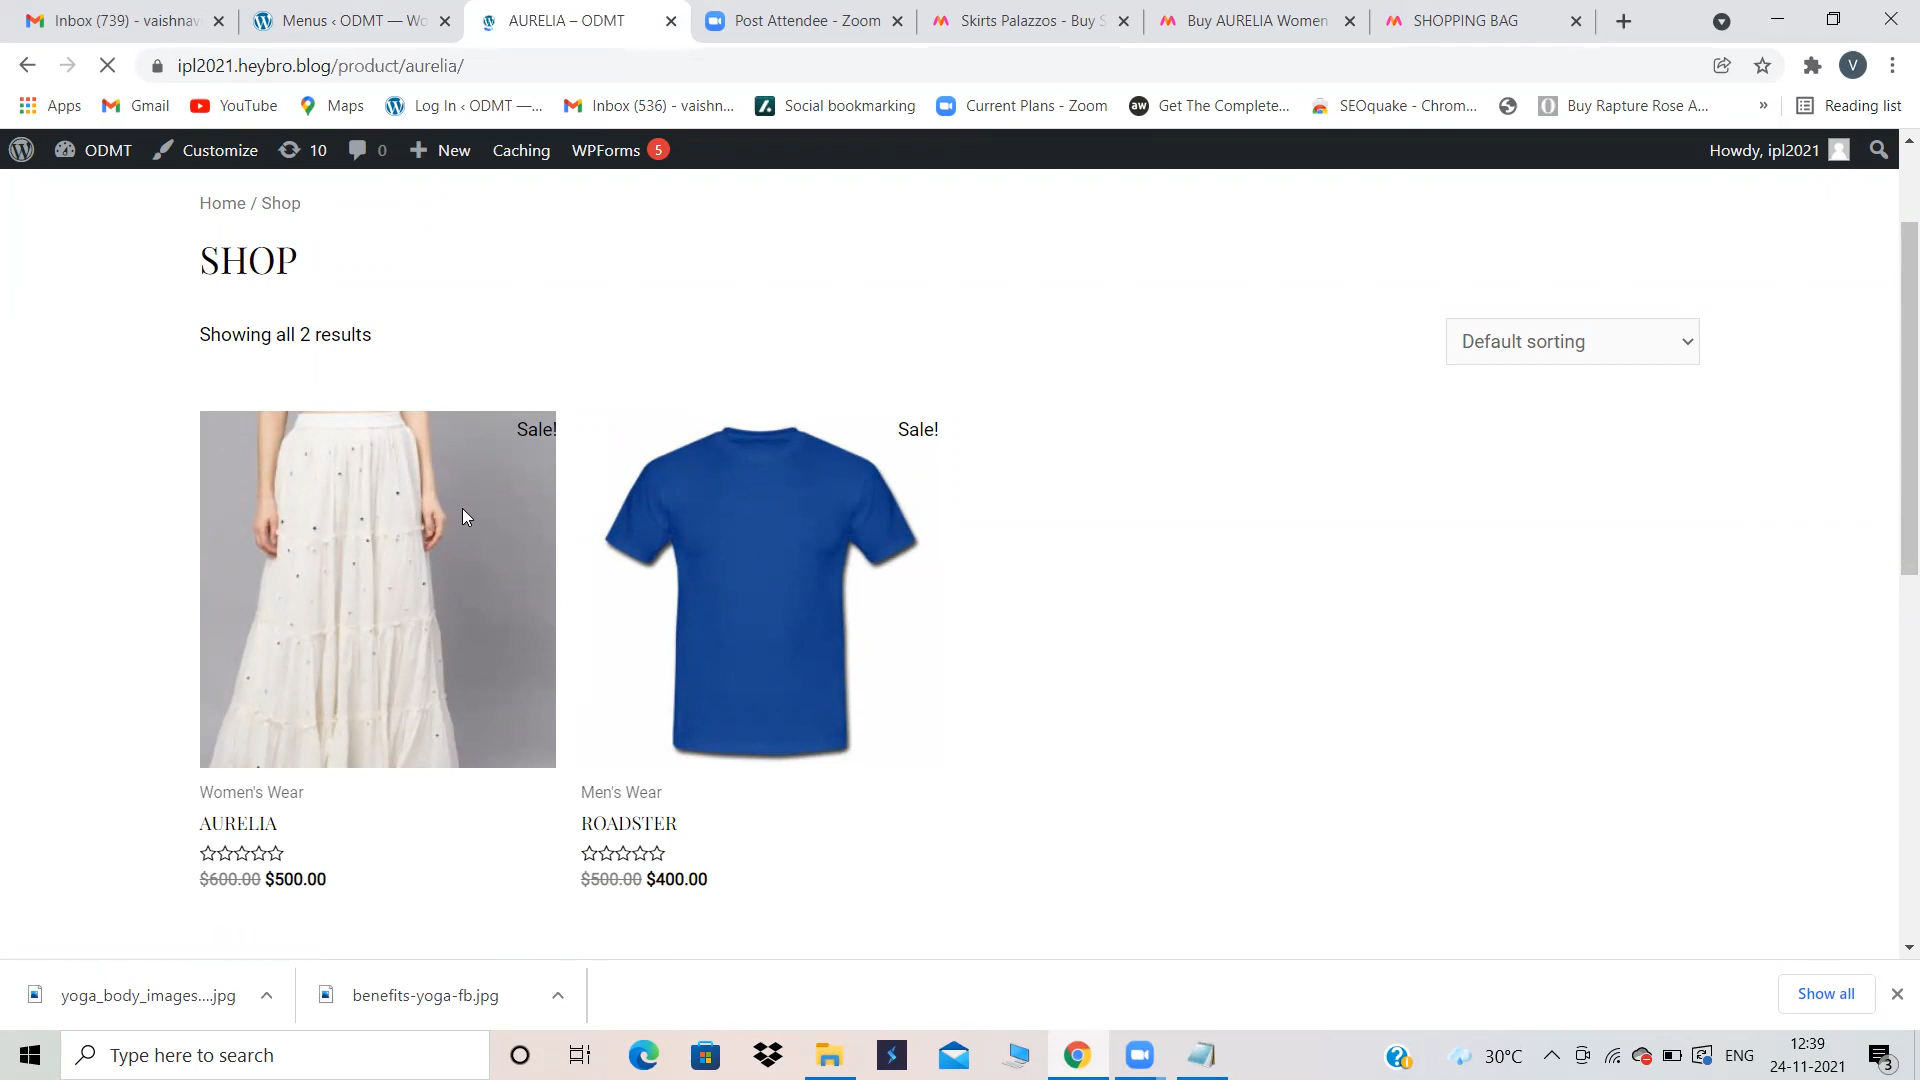 Inbox (739) - vaishnav
Menus ‹ ODMT — Wo
AURELIA – ODMT
Post Attendee - Zoom
Skirts Palazzos - Buy S
Buy AURELIA Women
SHOPPING BAG
ipl2021.heybro.blog/product/aurelia/
V
Apps
Gmail
YouTube
Maps
Log In ‹ ODMT —...
Inbox (536) - vaishn...
Social bookmarking
Current Plans - Zoom
aw
Get The Complete...
SEOquake - Chrom...
Buy Rapture Rose A...
»
Reading list
ODMT
Customize
10
0
New
Caching
WPForms 5
Howdy, ipl2021
Home / Shop
SHOP
Showing all 2 results
Default sorting
Sale!
Sale!
Women's Wear
Men's Wear
AURELIA
ROADSTER
$600.00 $500.00
$500.00 $400.00
yoga_body_images....jpg
benefits-yoga-fb.jpg
Show all
Type here to search
30°C
ENG
12:39
24-11-2021
3